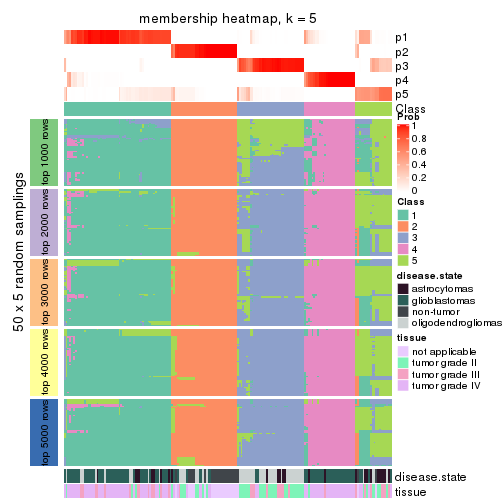 membership heatmap, k = 5
p1
p2
p3
p4
p5
Class
50 x 5 random samplings
top 1000 rows
top 2000 rows
top 3000 rows
top 4000 rows
top 5000 rows
disease.state
tissue
Prob
1
0.8
0.6
0.4
0.2
0
Class
1
2
3
4
5
disease.state
astrocytomas
glioblastomas
non-tumor
oligodendrogliomas
tissue
not applicable
tumor grade II
tumor grade III
tumor grade IV